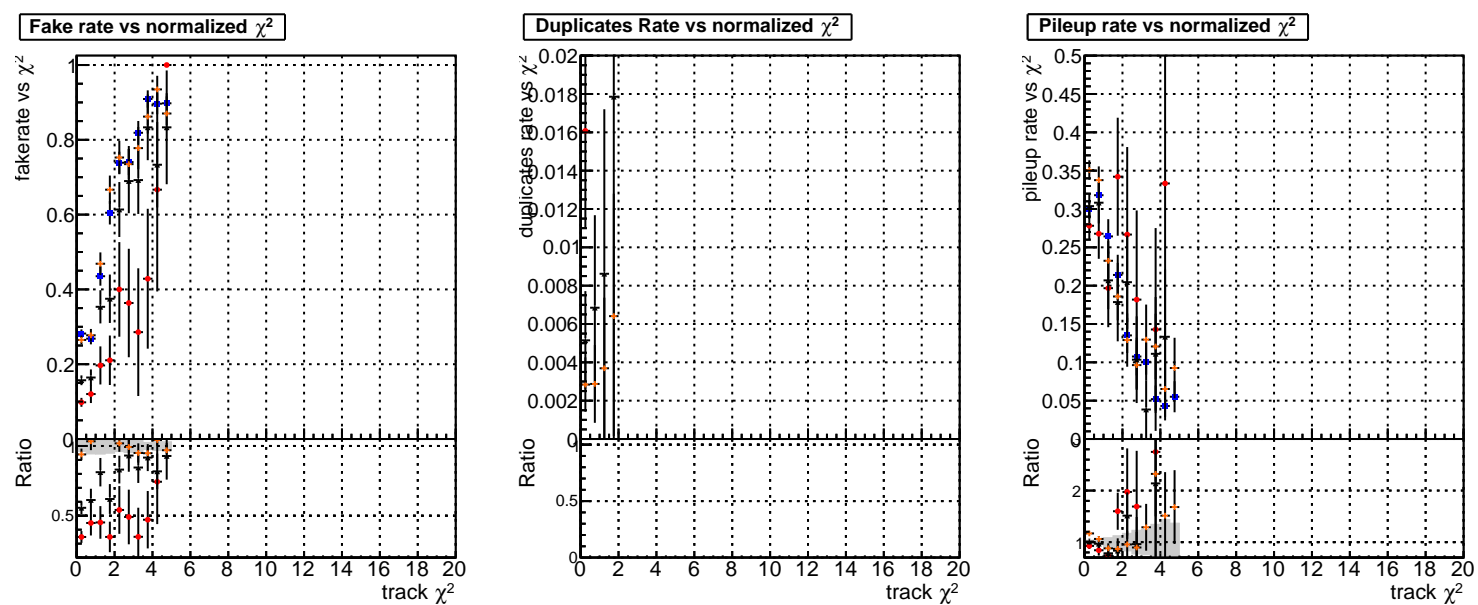 Fake rate vs normalized χ²
fakerate vs χ²
1
0.8
0.6
0.4
0.2
0
Ratio
1
0.5
0 2 4 6 8 10 12 14 16 18 20
track χ²
Duplicates Rate vs normalized χ²
duplicates rate vs χ²
0.02
0.018
0.016
0.014
0.012
0.01
0.008
0.006
0.004
0.002
0
Ratio
1
0.5
0
0 2 4 6 8 10 12 14 16 18 20
track χ²
Pileup rate vs normalized χ²
pileup rate vs χ²
0.5
0.45
0.4
0.35
0.3
0.25
0.2
0.15
0.1
0.05
0
Ratio
2
1
0 2 4 6 8 10 12 14 16 18 20
track χ²